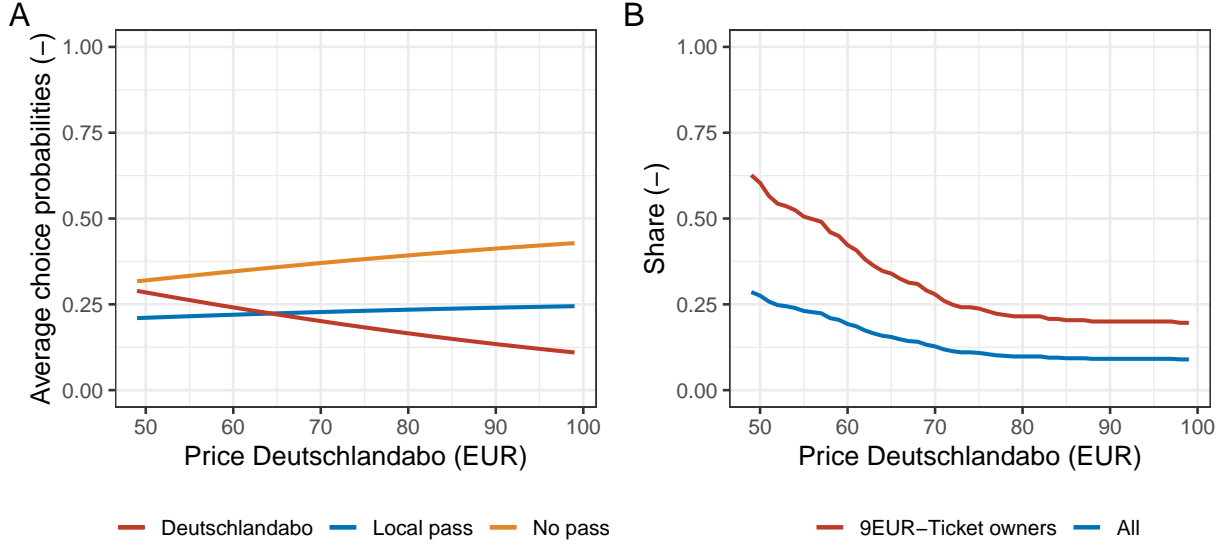 A
Average choice probabilities (−)
1.00
0.75
0.50
0.25
0.00
50 60 70 80 90 100
Price Deutschlandabo (EUR)
Deutschlandabo Local pass No pass
B
Share (−)
1.00
0.75
0.50
0.25
0.00
50 60 70 80 90 100
Price Deutschlandabo (EUR)
9EUR−Ticket owners All